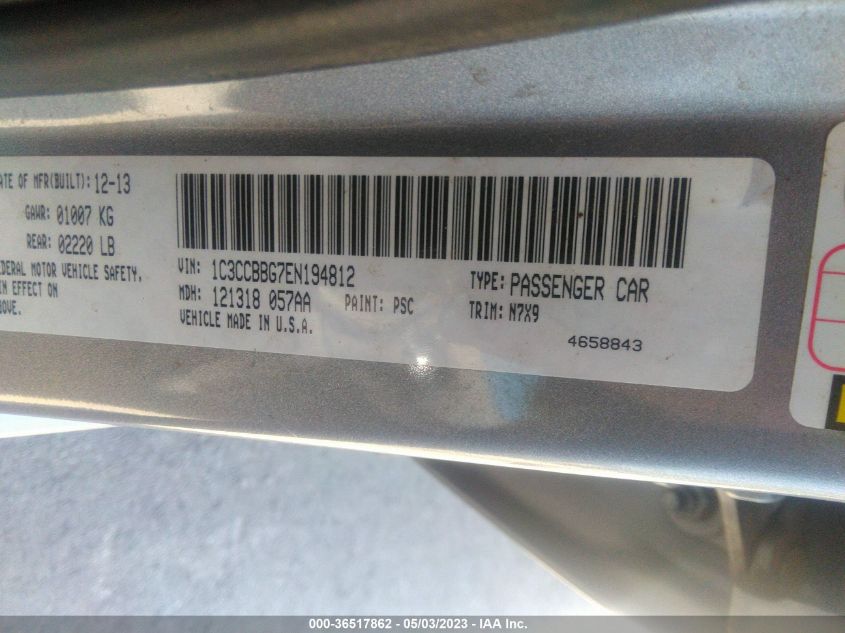 ATE OF MFR(BUILT): 12-13
GAWR: 01007 KG
REAR: 02220 LB
EDERAL MOTOR VEHICLE SAFETY,
IN EFFECT ON
BOVE.
VIN: 1C3CCBBG7EN194812
TYPE: PASSENGER CAR
MDH: 121318 057AA
PAINT: PSC
TRIM: N7X9
VEHICLE MADE IN U.S.A.
4658843
000-36517862 - 05/03/2023 - IAA Inc.